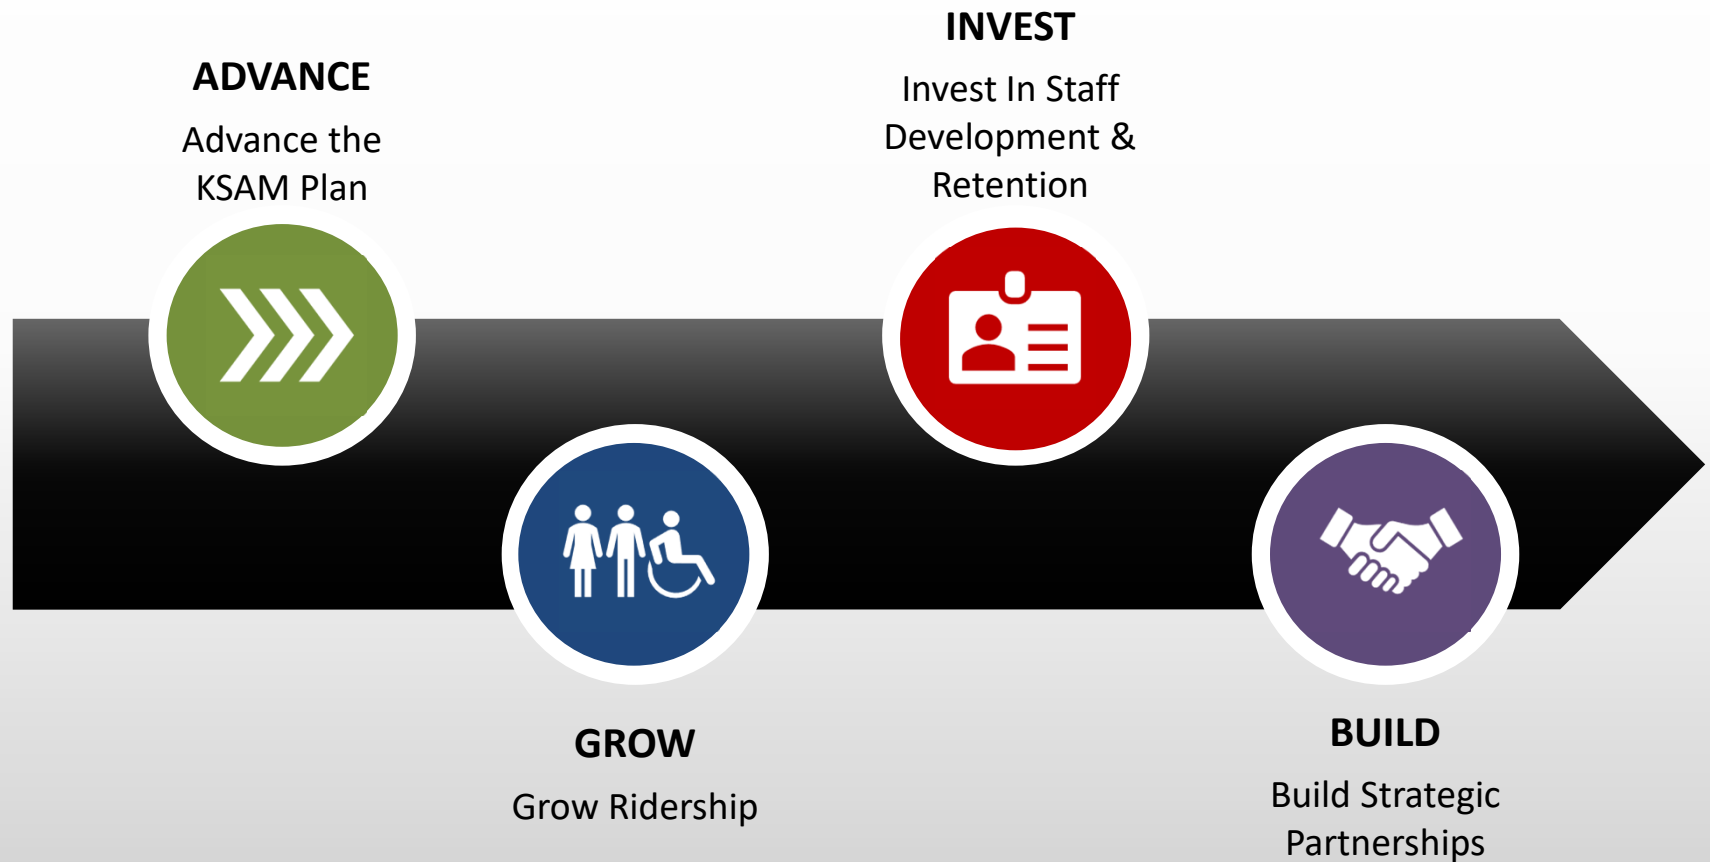 ADVANCE
Advance the
KSAM Plan
GROW
Grow Ridership
INVEST
Invest In Staff
Development &
Retention
BUILD
Build Strategic
Partnerships